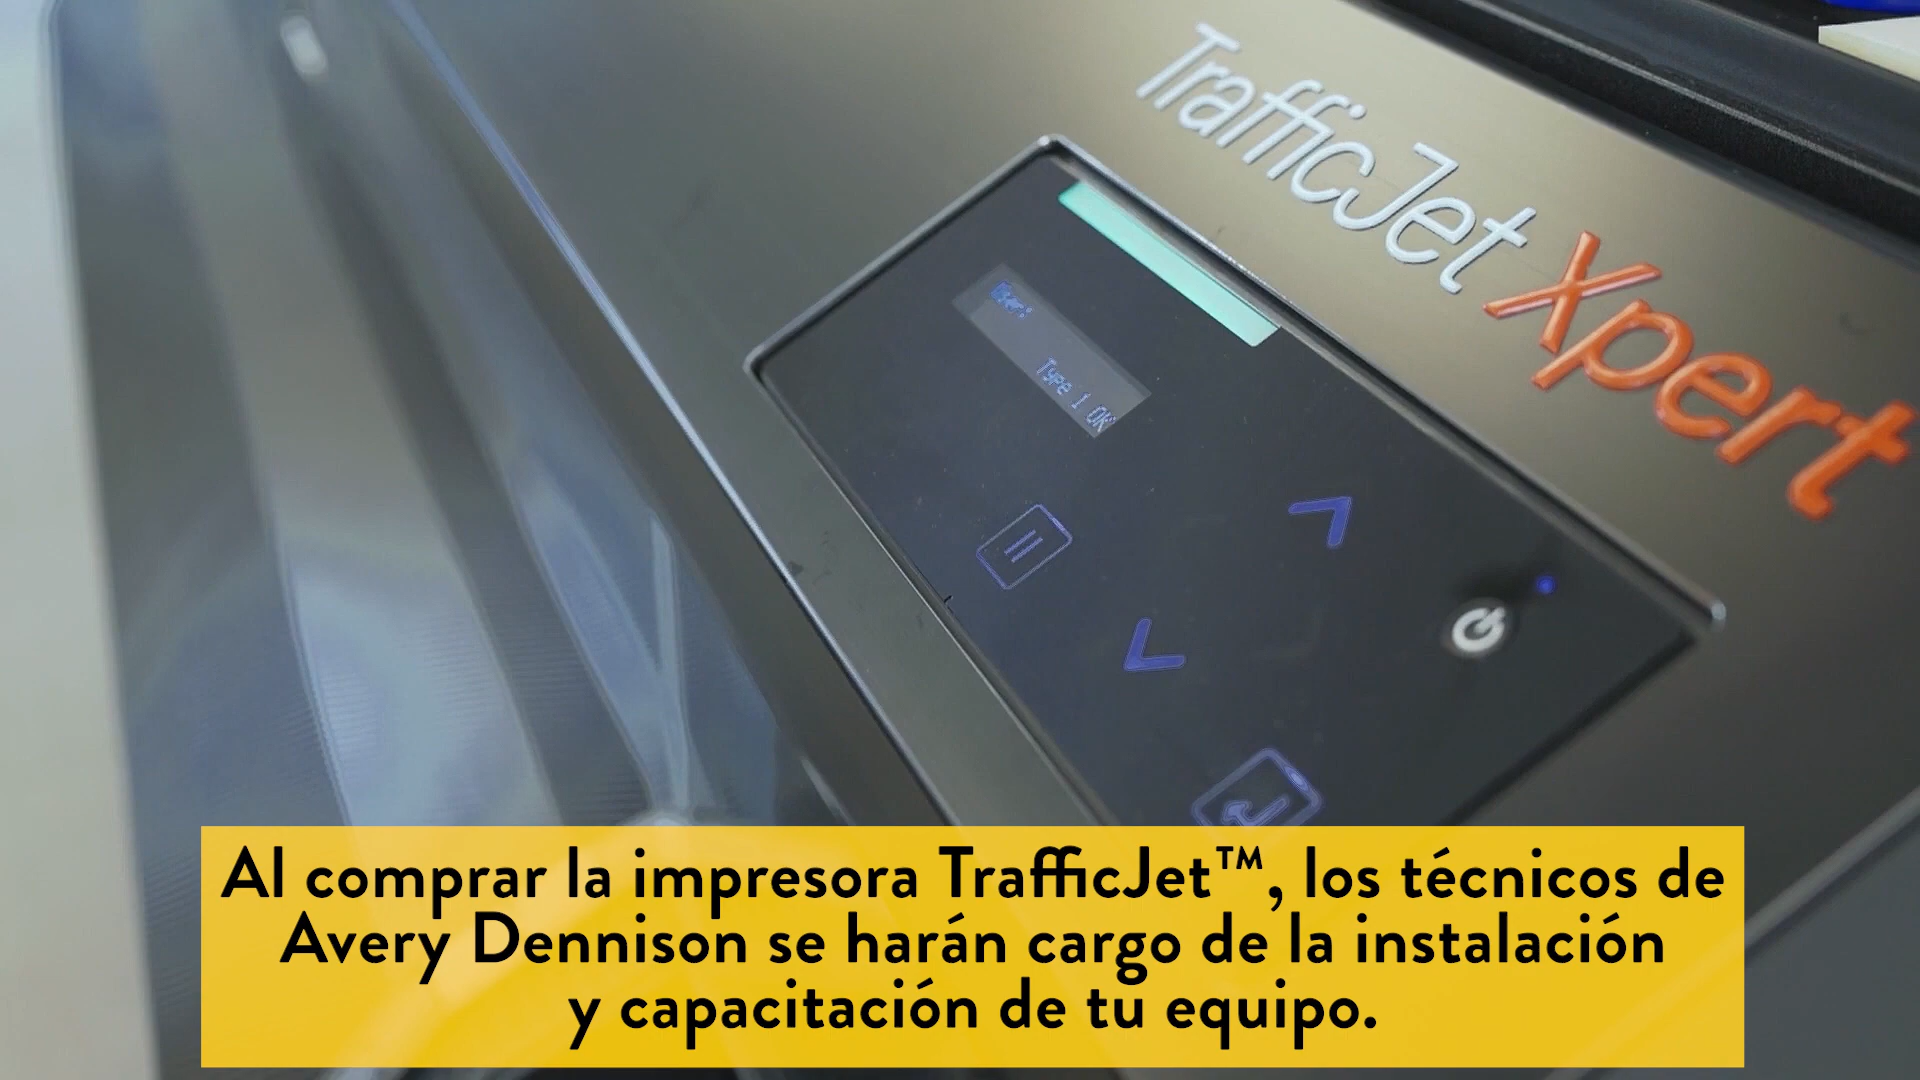 TrafficJet Xpert
User:
Type 1 OK
Al comprar la impresora TrafficJet™, los técnicos de
Avery Dennison se harán cargo de la instalación
y capacitación de tu equipo.